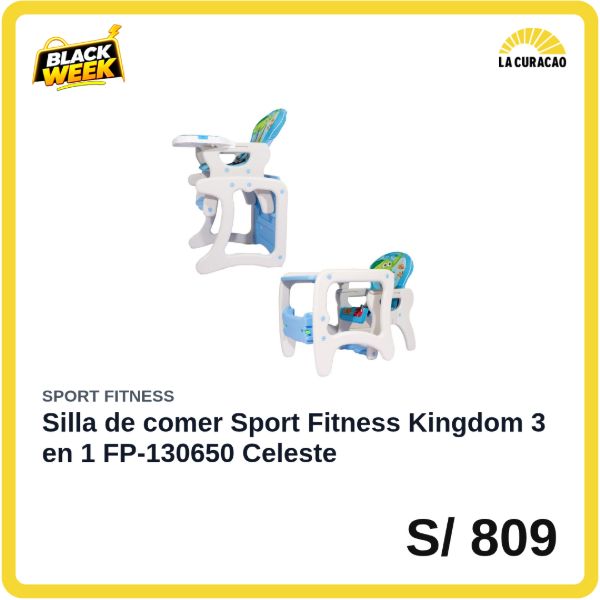 BLACK
WEEK
LA CURACAO
SPORT FITNESS
Silla de comer Sport Fitness Kingdom 3
en 1 FP-130650 Celeste
S/ 809